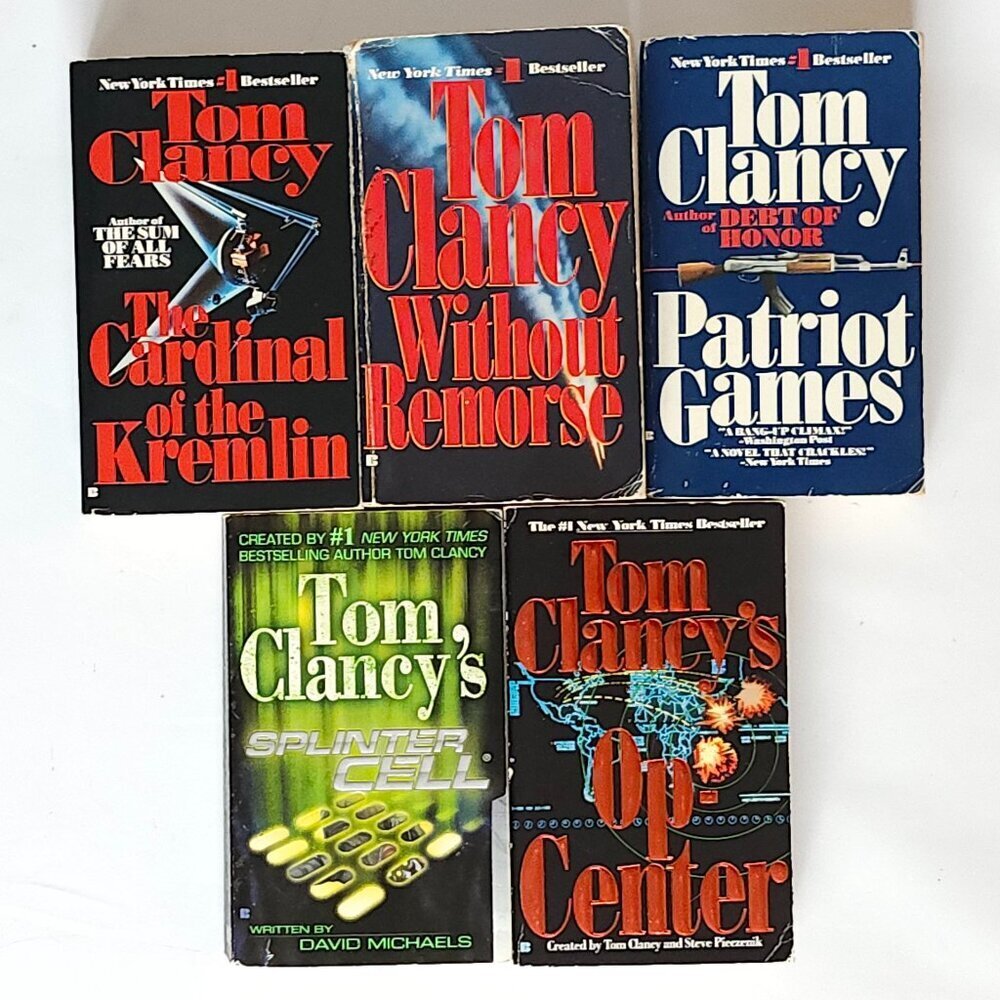 New York Times #1 Bestseller
Tom
Clancy
Author of
THE SUM
OF ALL
FEARS
The
Cardinal
of the
Kremlin
B
New York Times #1 Bestseller
Tom
Clancy
Without
Remorse
B
New York Times #1 Bestseller
Tom
Clancy
Author of DEBT OF
HONOR
Patriot
Games
"A BANG-UP CLIMAX!"
-Washington Post
"A NOVEL THAT CRACKLES!"
-New York Times
B
CREATED BY #1 NEW YORK TIMES
BESTSELLING AUTHOR TOM CLANCY
Tom
Clancy's
SPLINTER
CELL®
WRITTEN BY
DAVID MICHAELS
B
The #1 New York Times Bestseller
Tom
Clancy's
Op
Center
Created by Tom Clancy and Steve Pieczenik
B